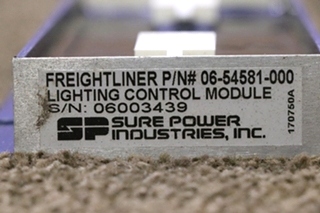 FREIGHTLINER P/N# 06-54581-000
LIGHTING CONTROL MODULE
S/N: 06003439
SP SURE POWER
INDUSTRIES, INC.
170750A